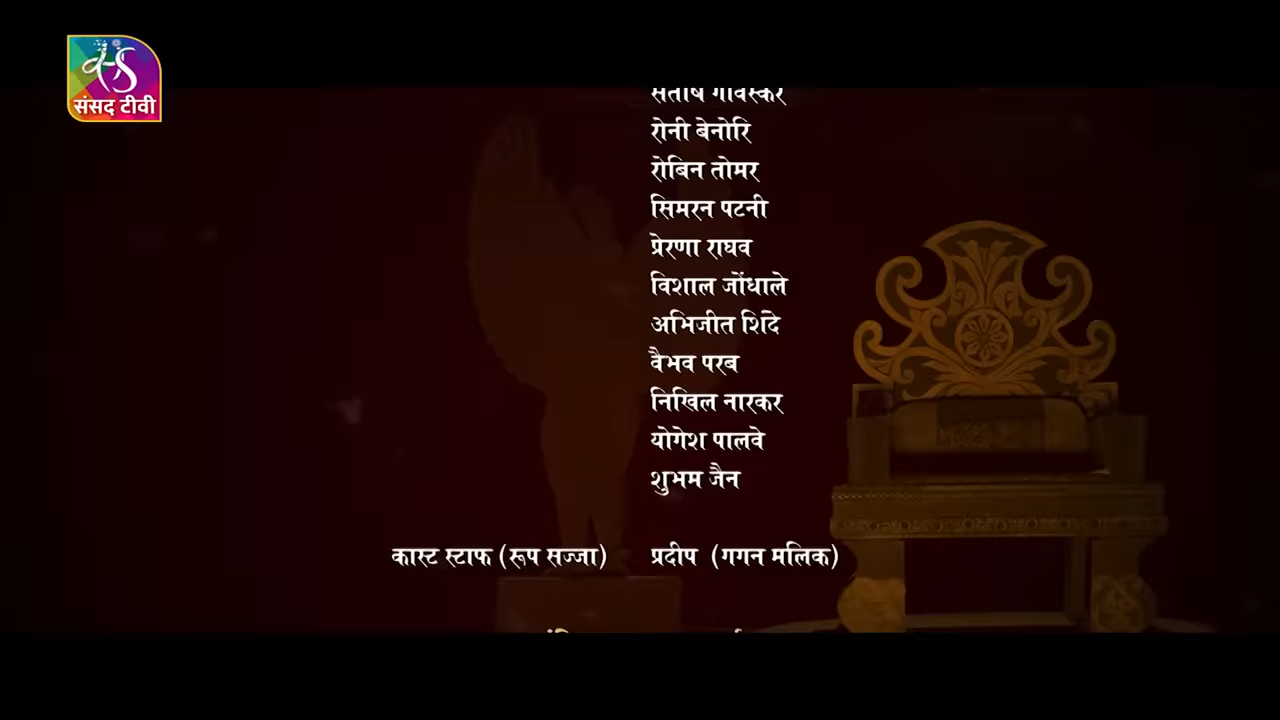 संसद टीवी
सतीष गावस्कर
रोनी बेनोरि
रोबिन तोमर
सिमरन पटनी
प्रेरणा राघव
विशाल जोंधाले
अभिजीत शिंदे
वैभव परब
निखिल नारकर
योगेश पालवे
शुभम जैन
कास्ट स्टाफ (रूप सज्जा) प्रदीप (गगन मलिक)